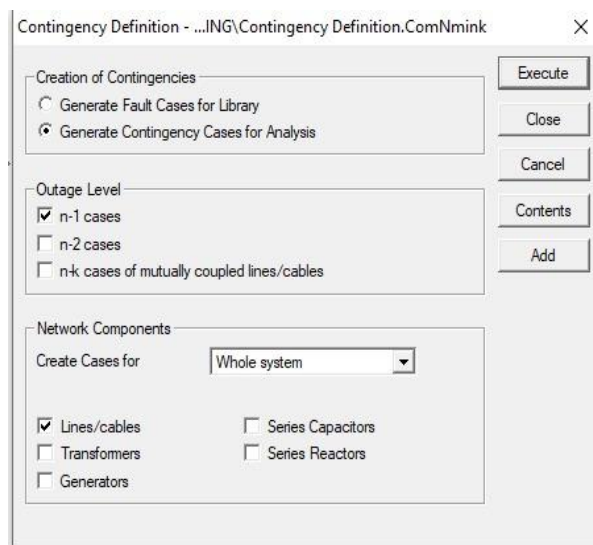 Contingency Definition - ...ING\Contingency Definition.ComNmink
Execute
Close
Cancel
Contents
Add
Creation of Contingencies
Generate Fault Cases for Library
Generate Contingency Cases for Analysis
Outage Level
n-1 cases
n-2 cases
n-k cases of mutually coupled lines/cables
Network Components
Create Cases for Whole system
Lines/cables Series Capacitors
Transformers Series Reactors
Generators